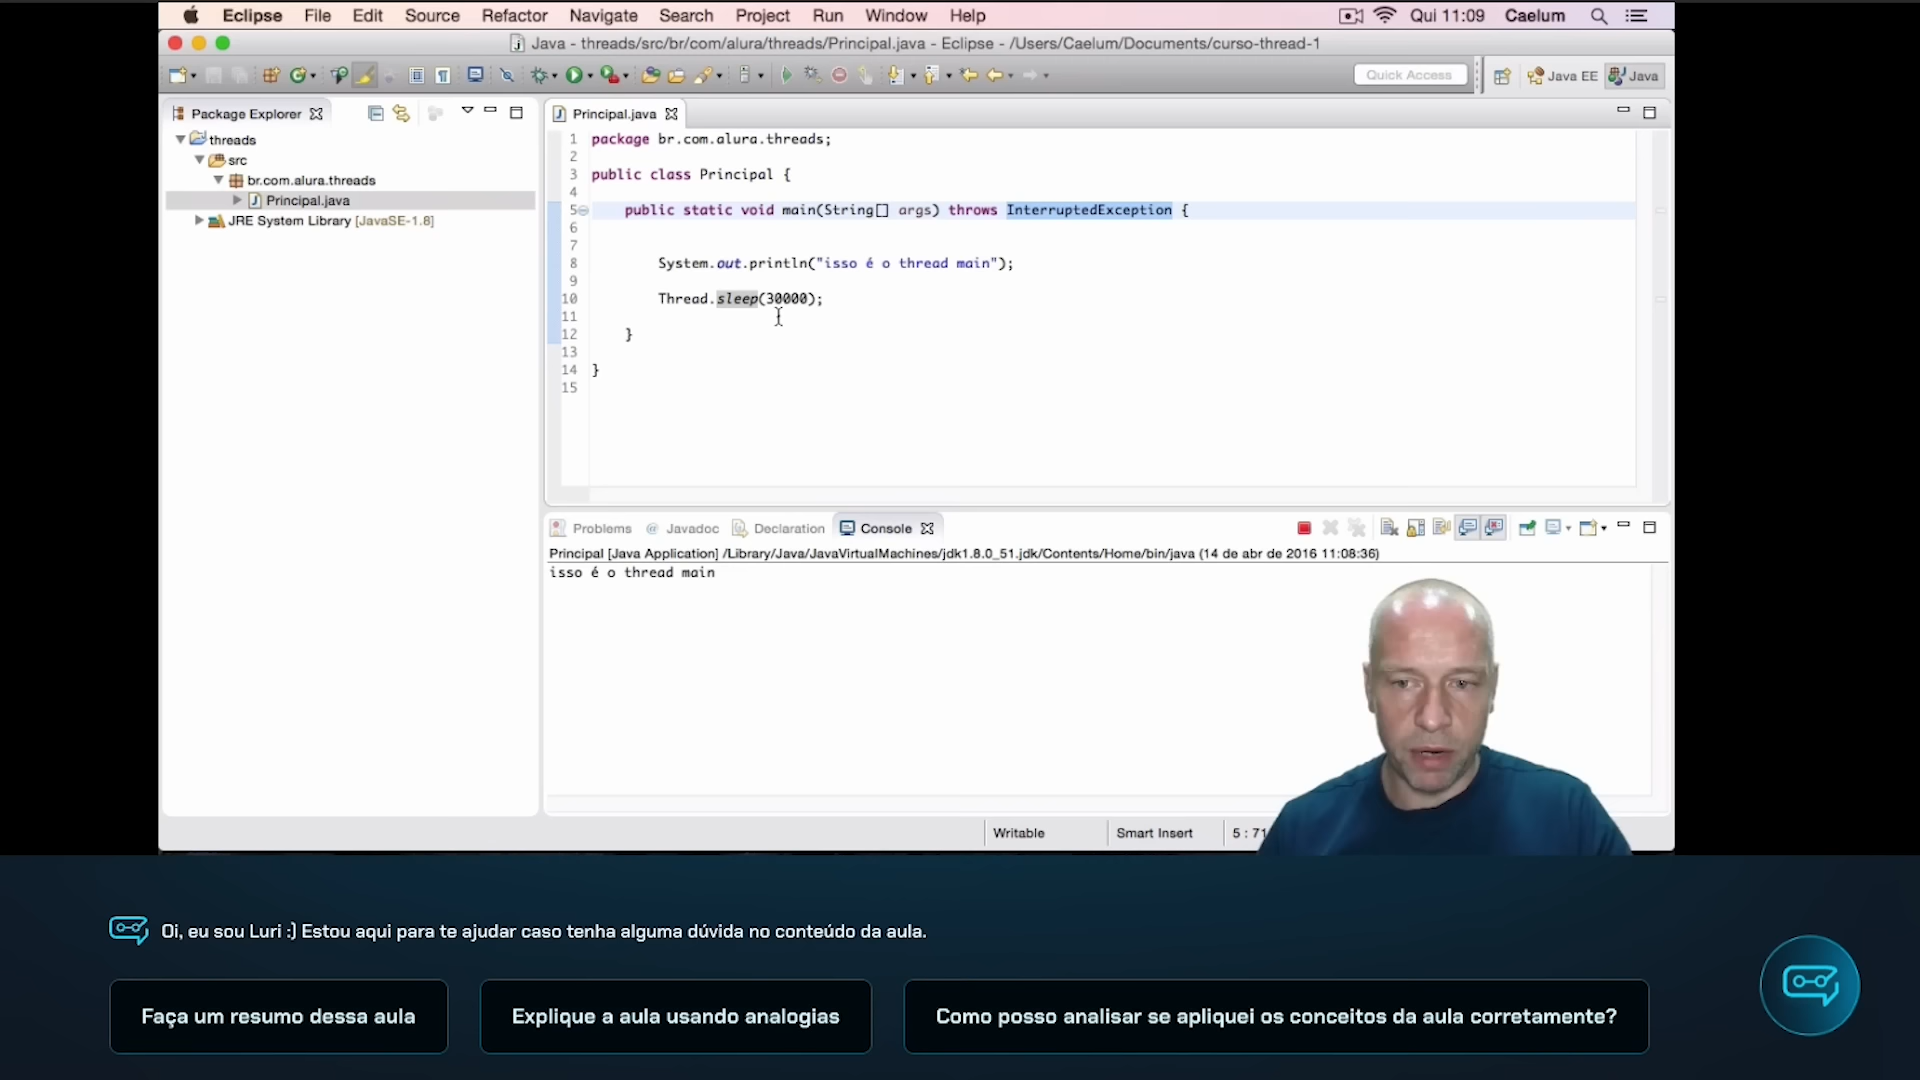 Eclipse File Edit Source Refactor Navigate Search Project Run Window Help Qui 11:09 Caelum
Java - threads/src/br/com/alura/threads/Principal.java - Eclipse - /Users/Caelum/Documents/curso-thread-1
Quick Access Java EE Java
Package Explorer
threads
src
br.com.alura.threads
Principal.java
JRE System Library [JavaSE-1.8]
Principal.java
1 package br.com.alura.threads;
2
3 public class Principal {
4
5 public static void main(String[] args) throws InterruptedException {
6
7
8 System.out.println("isso é o thread main");
9
10 Thread.sleep(30000);
11
12 }
13
14 }
15
Problems @ Javadoc Declaration Console
Principal [Java Application] /Library/Java/JavaVirtualMachines/jdk1.8.0_51.jdk/Contents/Home/bin/java (14 de abr de 2016 11:08:36)
isso é o thread main
Writable Smart Insert 5 : 71
Oi, eu sou Luri :) Estou aqui para te ajudar caso tenha alguma dúvida no conteúdo da aula.
Faça um resumo dessa aula
Explique a aula usando analogias
Como posso analisar se apliquei os conceitos da aula corretamente?